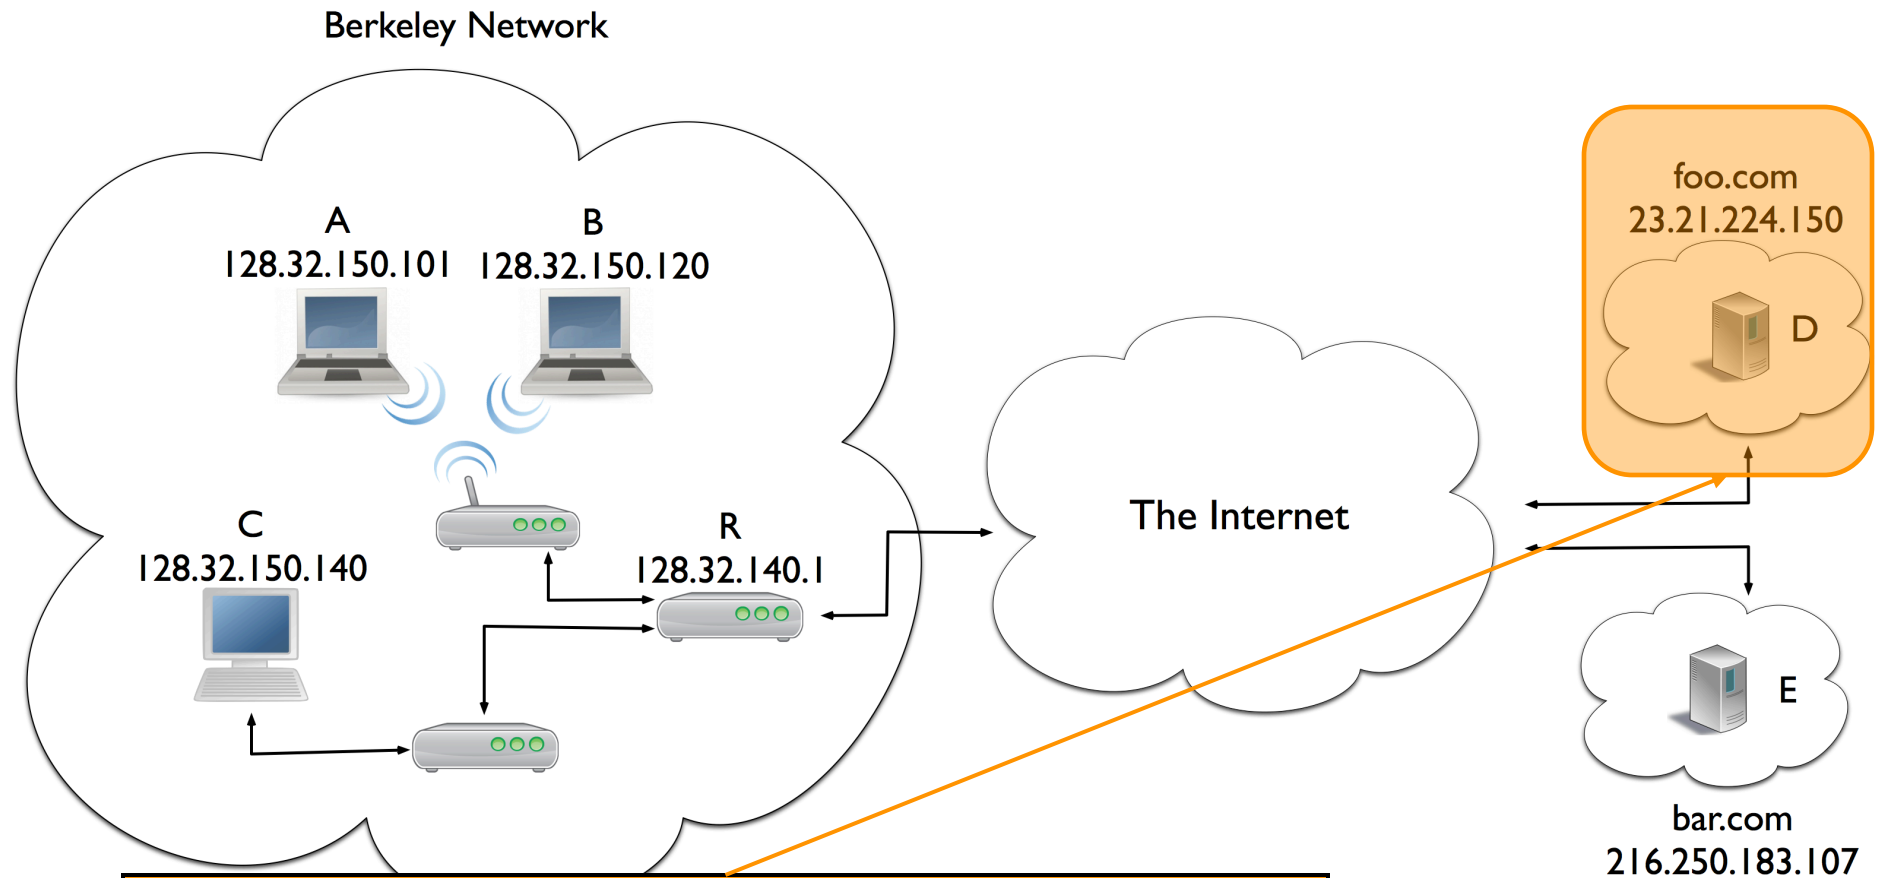 Berkeley Network
A
128.32.150.101
B
128.32.150.120
C
128.32.150.140
R
128.32.140.1
The Internet
foo.com
23.21.224.150
D
E
bar.com
216.250.183.107